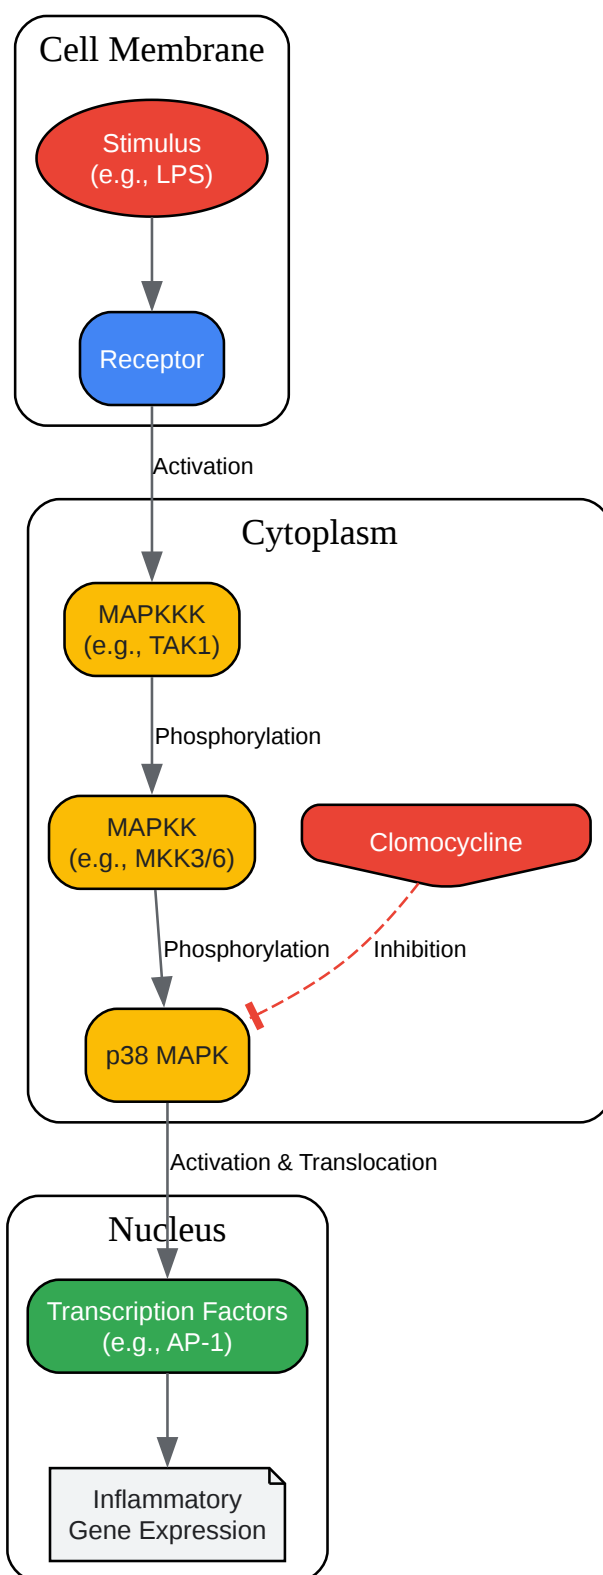 Cell Membrane
Stimulus
(e.g., LPS)
Receptor
Activation
Cytoplasm
MAPKKK
(e.g., TAK1)
Phosphorylation
MAPKK
(e.g., MKK3/6)
Clomocycline
Phosphorylation
Inhibition
p38 MAPK
Activation & Translocation
Nucleus
Transcription Factors
(e.g., AP-1)
Inflammatory
Gene Expression